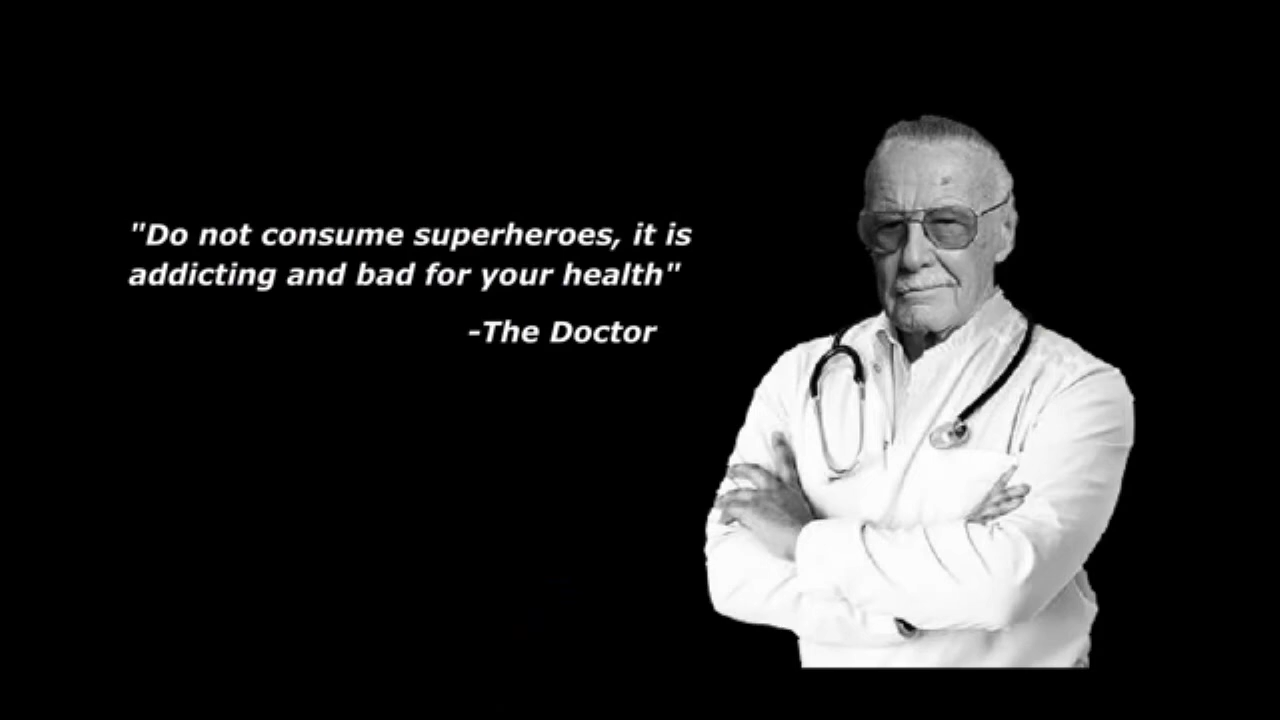 "Do not consume superheroes, it is
addicting and bad for your health"
-The Doctor